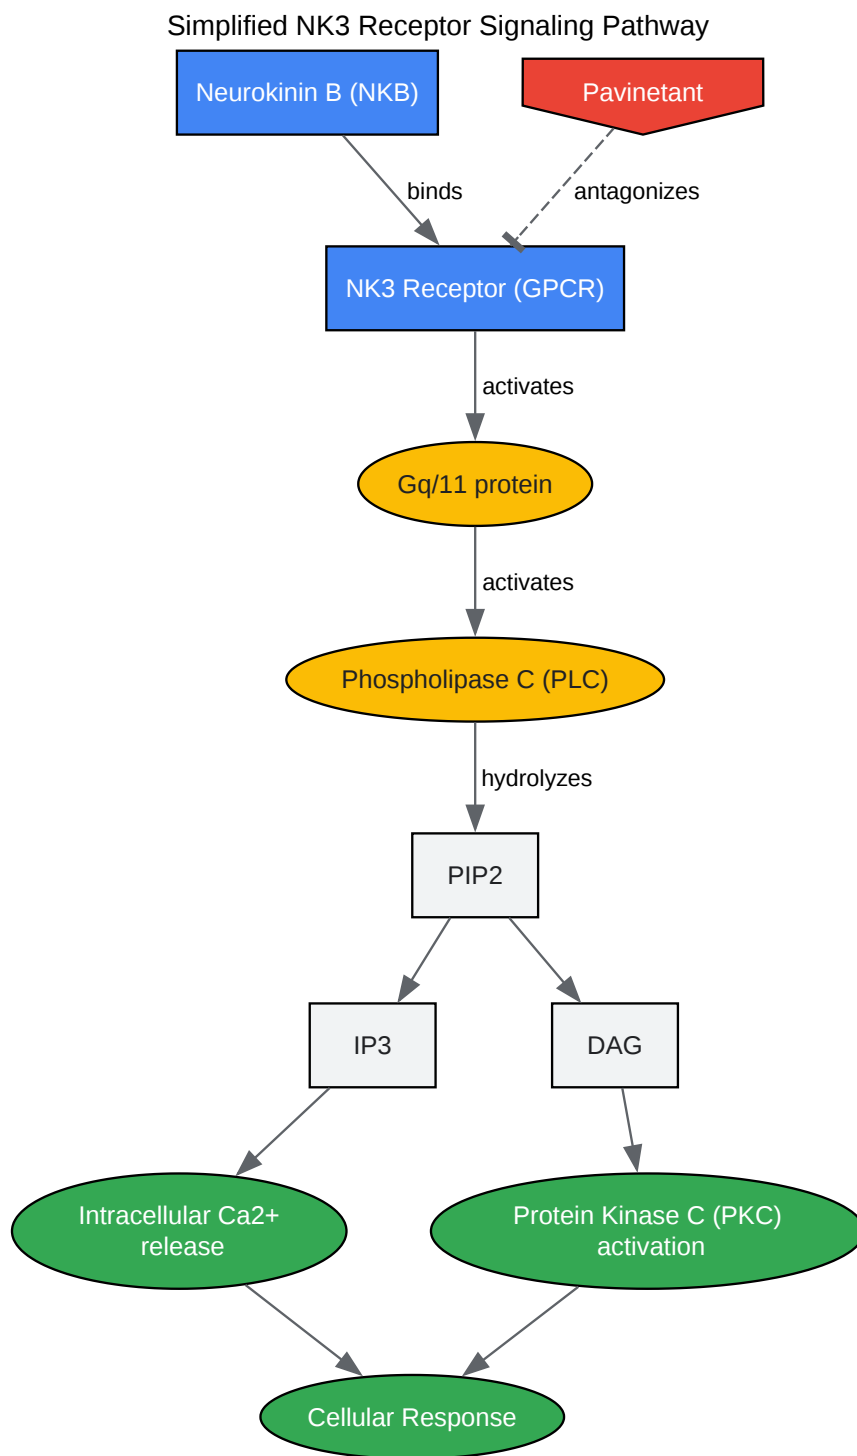 Simplified NK3 Receptor Signaling Pathway
Neurokinin B (NKB)
Pavinetant
binds
antagonizes
NK3 Receptor (GPCR)
activates
Gq/11 protein
activates
Phospholipase C (PLC)
hydrolyzes
PIP2
IP3
DAG
Intracellular Ca2+
release
Protein Kinase C (PKC)
activation
Cellular Response